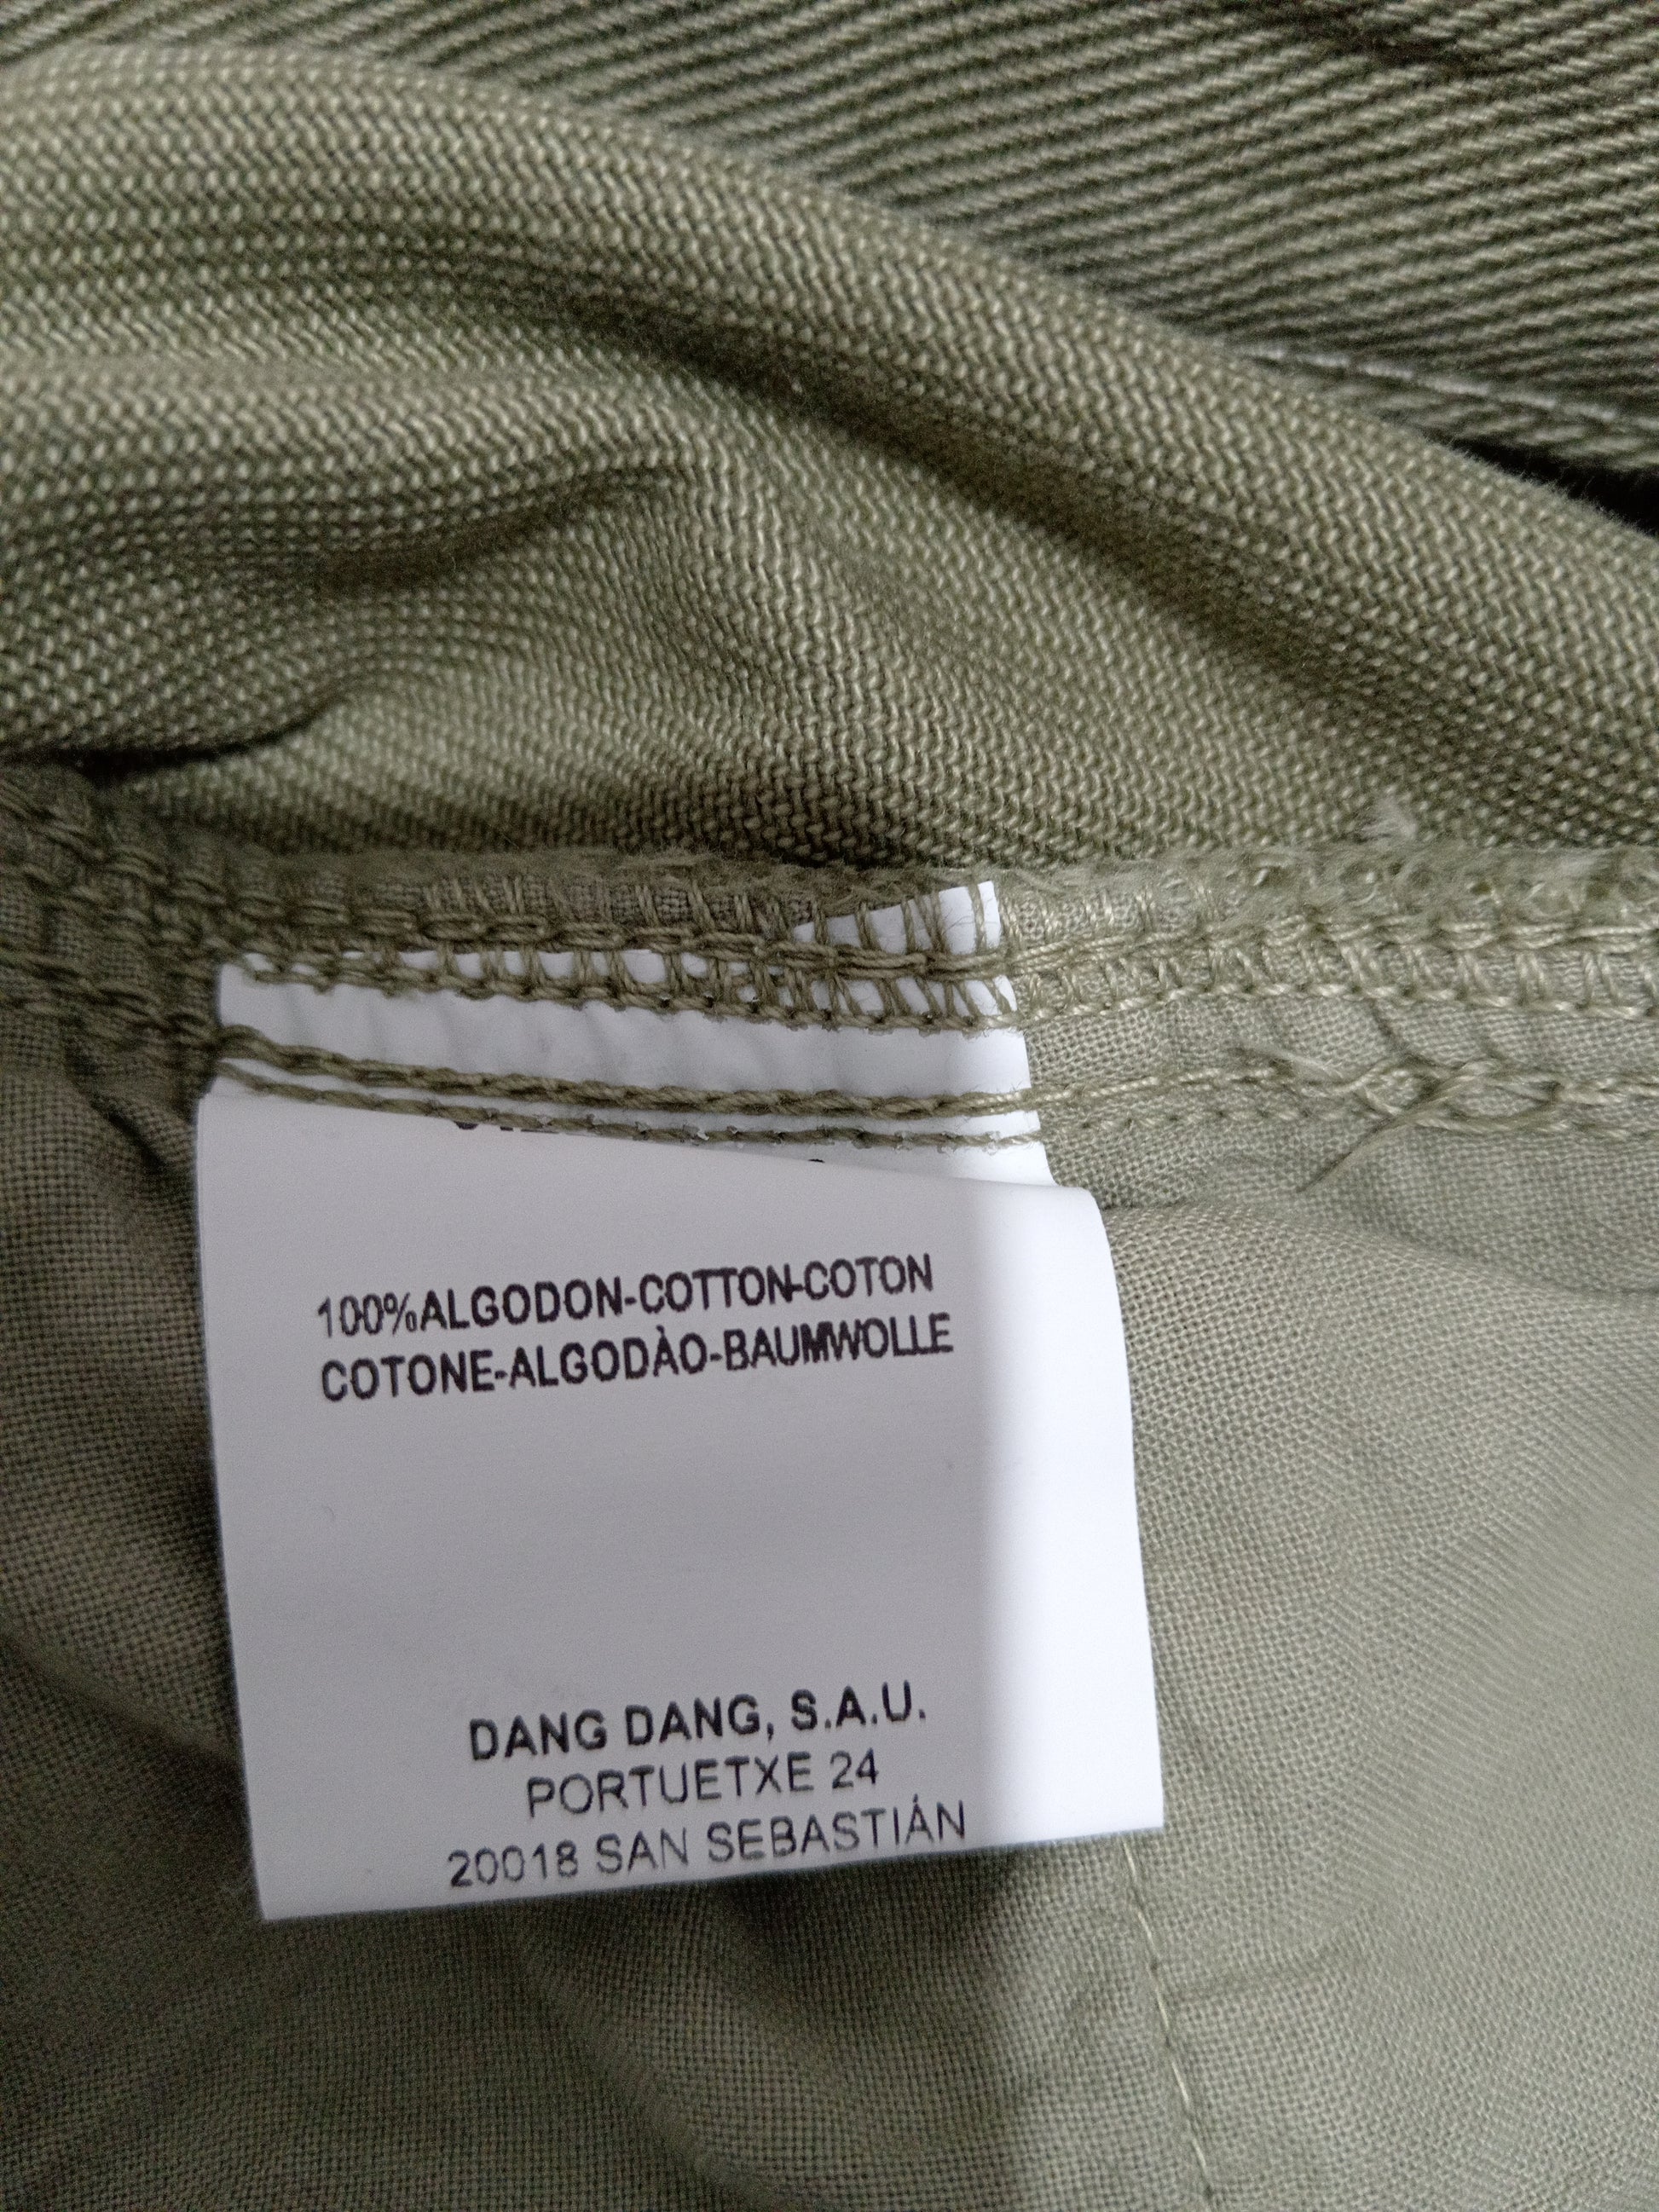 100%ALGODON-COTTON-COTON
COTONE-ALGODÀO-BAUMWOLLE
DANG DANG, S.A.U.
PORTUETXE 24
20018 SAN SEBASTIÁN